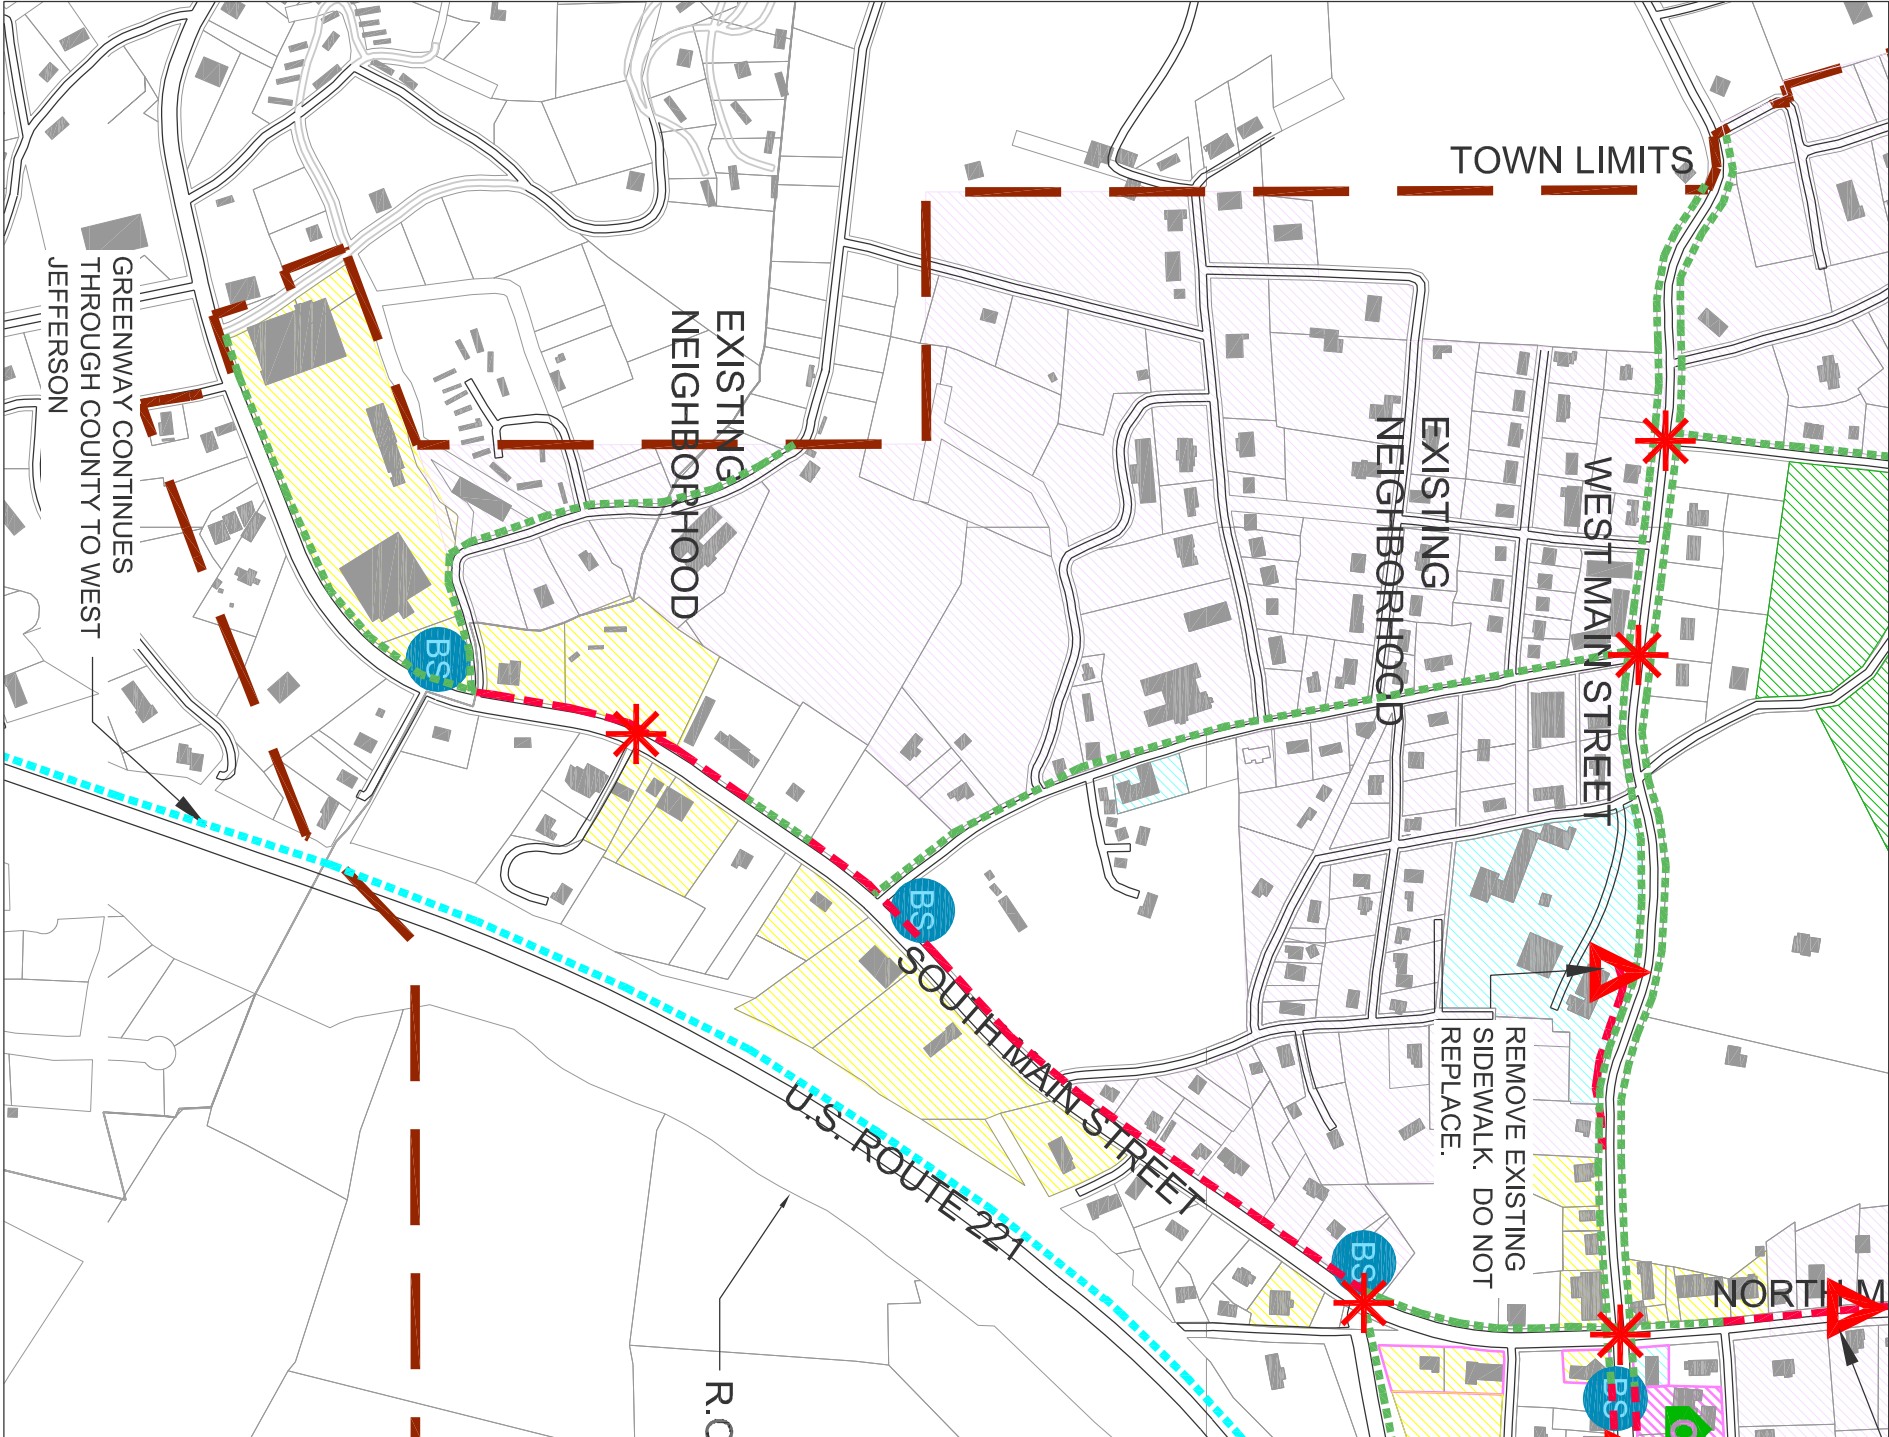 TOWN LIMITS
EXISTING
NEIGHBORHOOD
EXISTING
NEIGHBORHOOD
WEST MAIN STREET
GREENWAY CONTINUES
THROUGH COUNTY TO WEST
JEFFERSON
BS
BS
SOUTH MAIN STREET
REMOVE EXISTING
SIDEWALK. DO NOT
REPLACE.
U.S. ROUTE 221
BS
NORTH M
BS
R.C